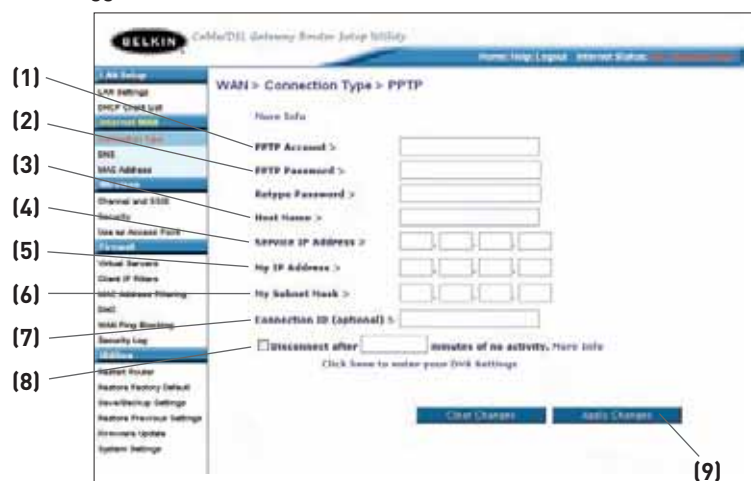 BELKIN Cable/DSL Gateway Router Setup Utility
Home| Help| Logout Internet Status:
LAN Setup
LAN Settings
DHCP Client List
Internet WAN
Connection Type
DNS
MAC Address
Wireless
Channel and SSID
Security
Use as Access Point
Firewall
Virtual Servers
Client IP Filters
MAC Address Filtering
DMZ
WAN Ping Blocking
Security Log
Utilities
Restart Router
Restore Factory Default
Save/Backup Settings
Restore Previous Settings
Firmware Update
System Settings
WAN > Connection Type > PPTP
More Info
(1) PPTP Account >
(2) PPTP Password >
Retype Password >
(3) Host Name >
(4) Service IP Address >
(5) My IP Address >
(6) My Subnet Mask >
(7) Connection ID (optional) >
(8) Disconnect after minutes of no activity. More Info
Click here to enter your DNS Settings
Clear Changes Apply Changes
(9)